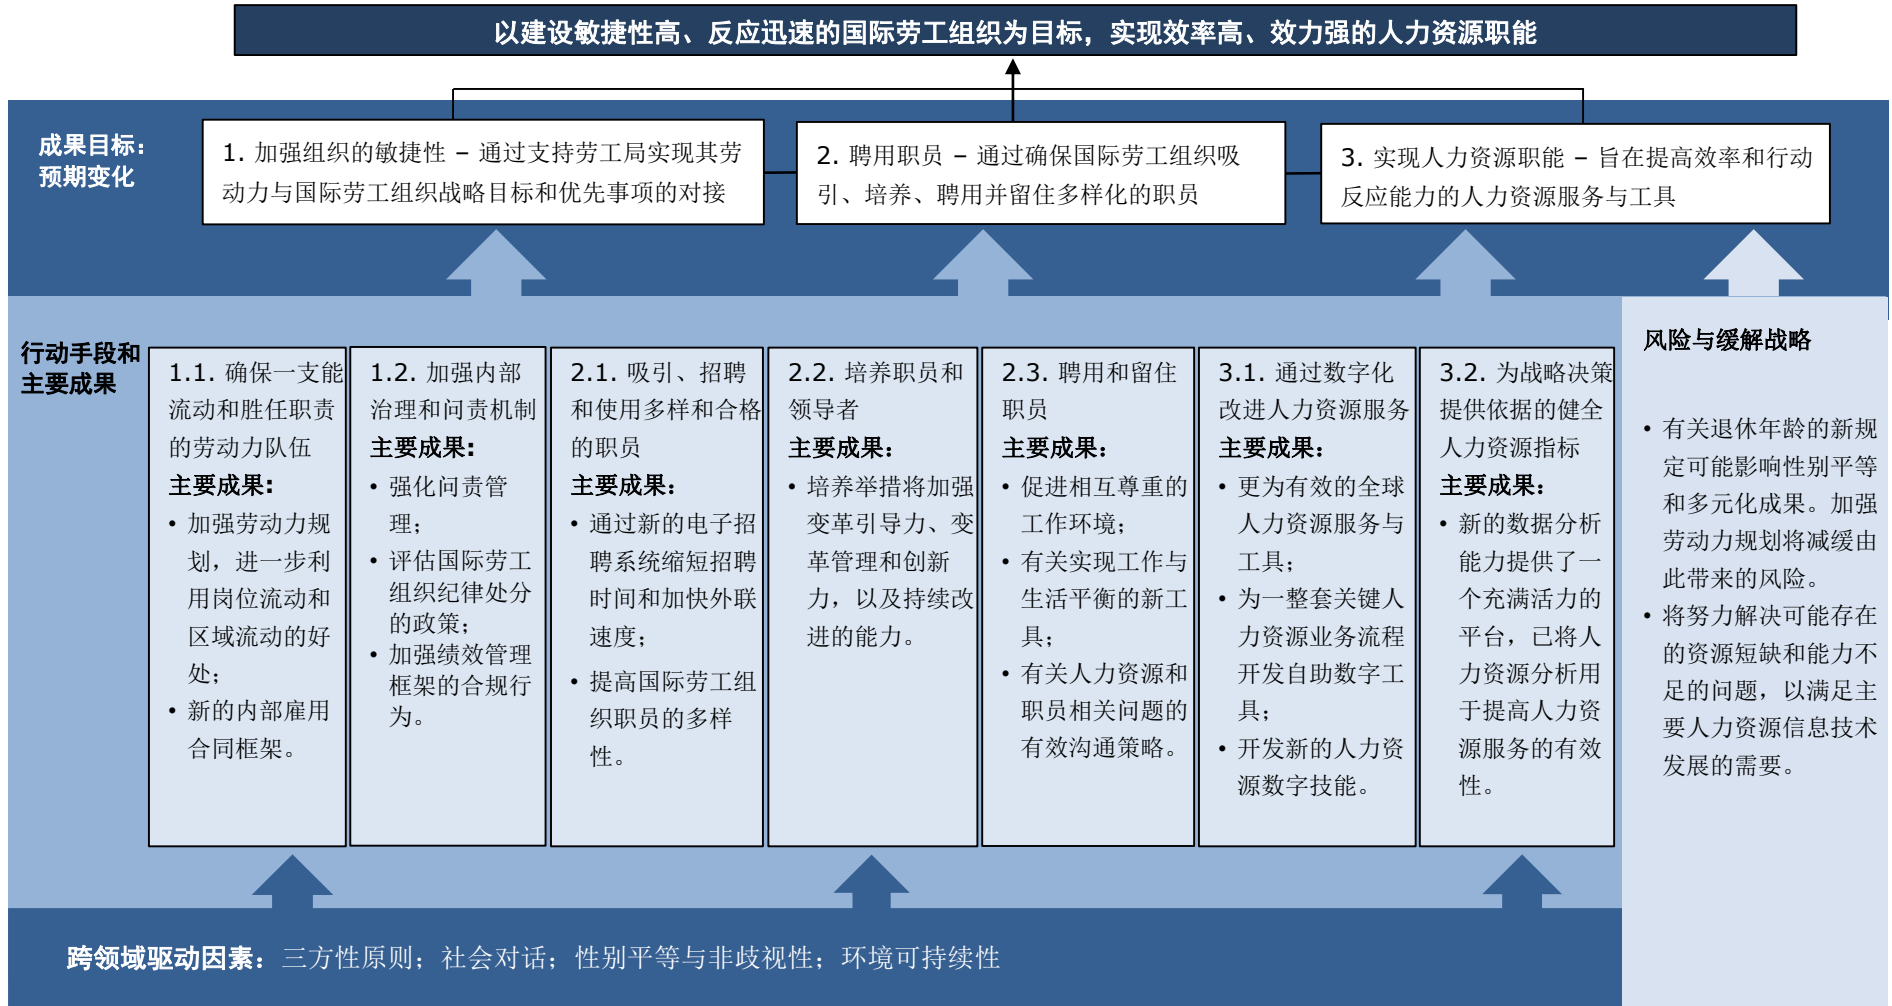 以建设敏捷性高、反应迅速的国际劳工组织为目标，实现效率高、效力强的人力资源职能
成果目标：
预期变化
1. 加强组织的敏捷性 – 通过支持劳工局实现其劳
动力与国际劳工组织战略目标和优先事项的对接
2. 聘用职员 – 通过确保国际劳工组织吸
引、培养、聘用并留住多样化的职员
3. 实现人力资源职能 – 旨在提高效率和行动
反应能力的人力资源服务与工具
行动手段和
主要成果
1.1. 确保一支能
流动和胜任职责
的劳动力队伍
主要成果:
• 加强劳动力规
划，进一步利
用岗位流动和
区域流动的好
处；
• 新的内部雇用
合同框架。
1.2. 加强内部
治理和问责机制
主要成果:
• 强化问责管
理；
• 评估国际劳工
组织纪律处分
的政策；
• 加强绩效管理
框架的合规行
为。
2.1. 吸引、招聘
和使用多样和合格
的职员
主要成果：
• 通过新的电子招
聘系统缩短招聘
时间和加快外联
速度；
• 提高国际劳工组
织职员的多样
性。
2.2. 培养职员和
领导者
主要成果：
• 培养举措将加强
变革引导力、变
革管理和创新
力，以及持续改
进的能力。
2.3. 聘用和留住
职员
主要成果：
• 促进相互尊重的
工作环境；
• 有关实现工作与
生活平衡的新工
具；
• 有关人力资源和
职员相关问题的
有效沟通策略。
3.1. 通过数字化
改进人力资源服务
主要成果：
• 更为有效的全球
人力资源服务与
工具；
• 为一整套关键人
力资源业务流程
开发自助数字工
具；
• 开发新的人力资
源数字技能。
3.2. 为战略决策
提供依据的健全
人力资源指标
主要成果：
• 新的数据分析
能力提供了一
个充满活力的
平台，已将人
力资源分析用
于提高人力资
源服务的有效
性。
风险与缓解战略
• 有关退休年龄的新规
定可能影响性别平等
和多元化成果。加强
劳动力规划将减缓由
此带来的风险。
• 将努力解决可能存在
的资源短缺和能力不
足的问题，以满足主
要人力资源信息技术
发展的需要。
跨领域驱动因素：三方性原则；社会对话；性别平等与非歧视性；环境可持续性